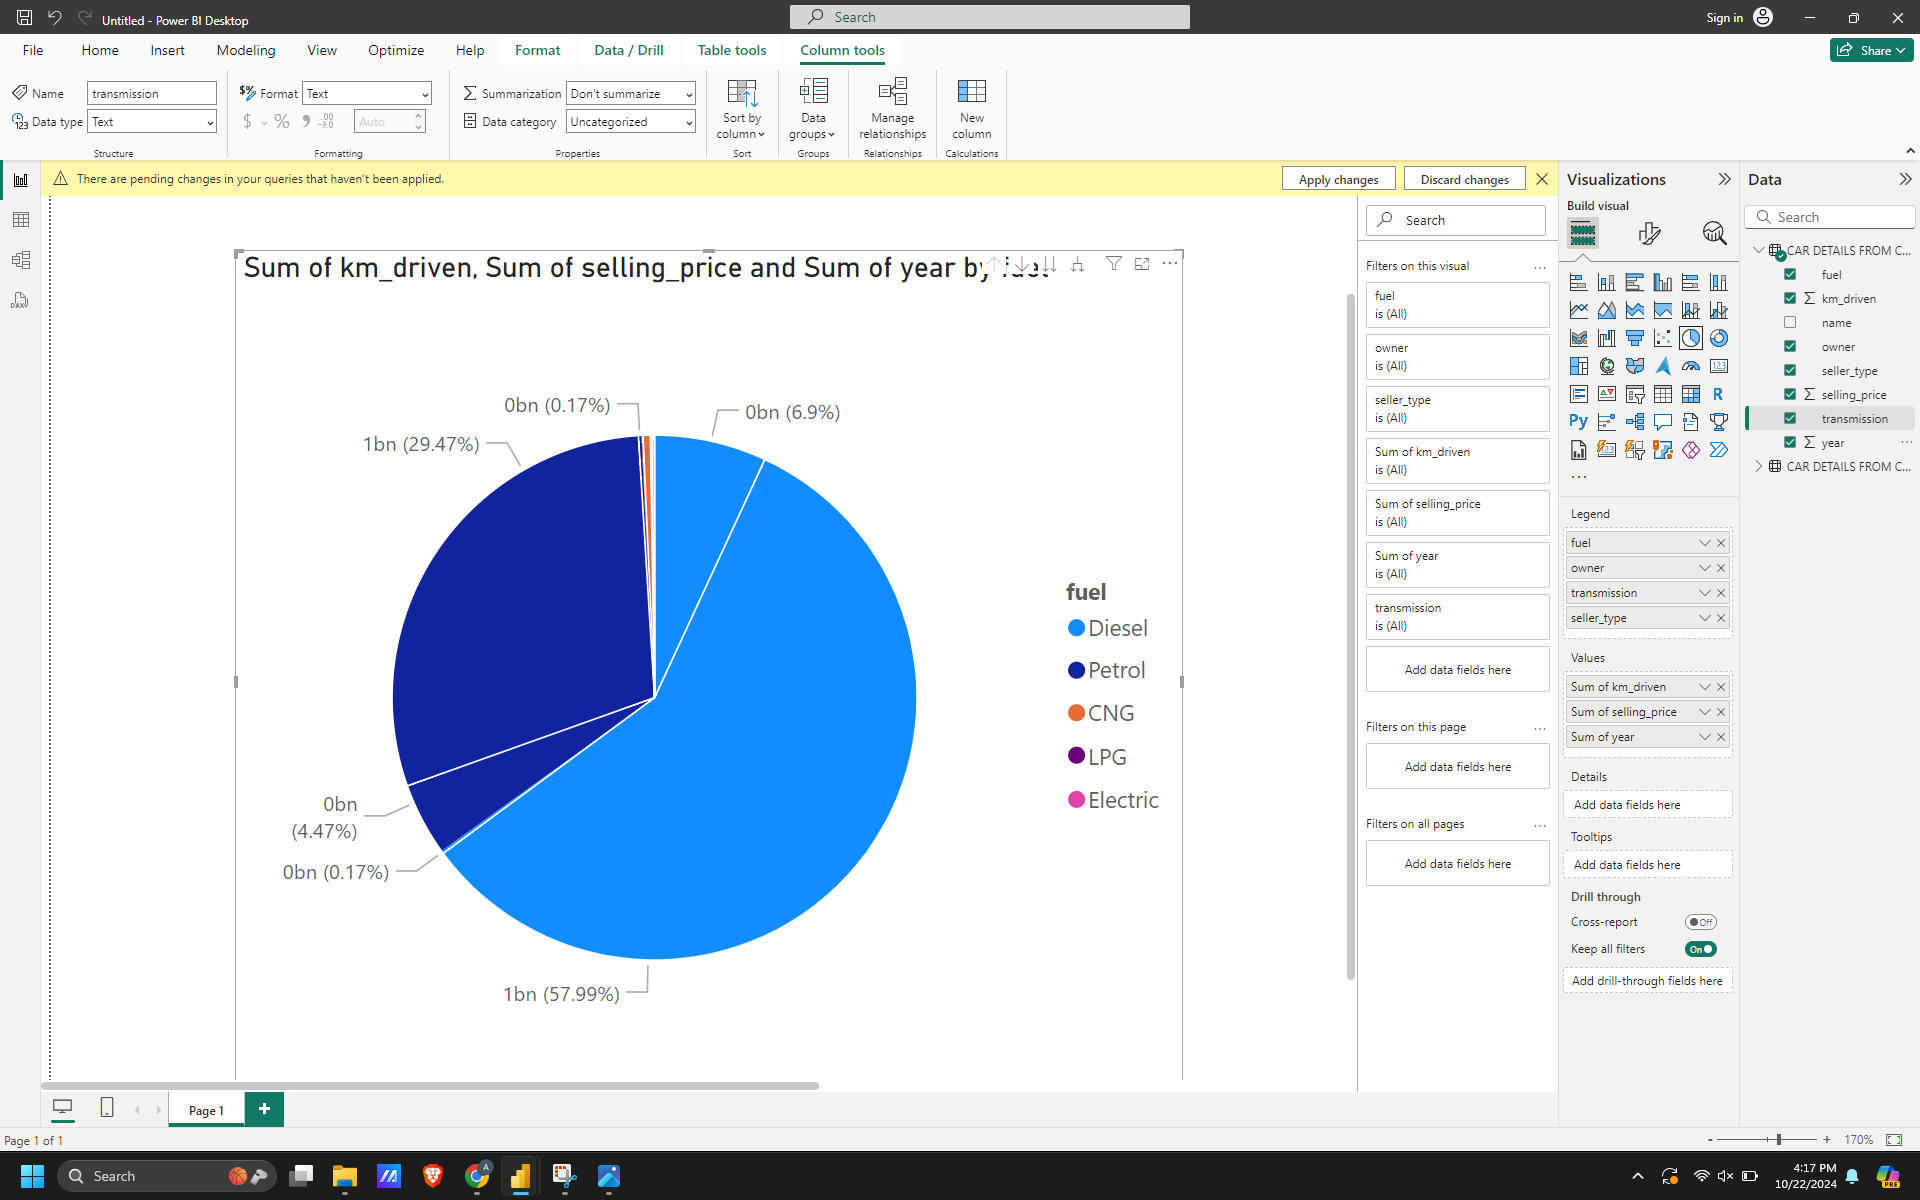 Untitled - Power BI Desktop
Search
Sign in
File
Home
Insert
Modeling
View
Optimize
Help
Format
Data / Drill
Table tools
Column tools
Share
Name
transmission
Data type
Text
Structure
Format
Text
$
%
Auto
Formatting
Summarization
Don't summarize
Data category
Uncategorized
Properties
Sort by
column
Sort
Data
groups
Groups
Manage
relationships
Relationships
New
column
Calculations
There are pending changes in your queries that haven't been applied.
Apply changes
Discard changes
Sum of km_driven, Sum of selling_price and Sum of year by fuel
0bn (0.17%)
0bn (6.9%)
1bn (29.47%)
0bn
(4.47%)
0bn (0.17%)
1bn (57.99%)
fuel
Diesel
Petrol
CNG
LPG
Electric
Search
Filters on this visual
fuel
is (All)
owner
is (All)
seller_type
is (All)
Sum of km_driven
is (All)
Sum of selling_price
is (All)
Sum of year
is (All)
transmission
is (All)
Add data fields here
Filters on this page
Add data fields here
Filters on all pages
Add data fields here
Visualizations
Build visual
Legend
fuel
owner
transmission
seller_type
Values
Sum of km_driven
Sum of selling_price
Sum of year
Details
Add data fields here
Tooltips
Add data fields here
Drill through
Cross-report
Off
Keep all filters
On
Add drill-through fields here
Data
Search
CAR DETAILS FROM C...
fuel
km_driven
name
owner
seller_type
selling_price
transmission
year
CAR DETAILS FROM C...
Page 1
Page 1 of 1
170%
Search
4:17 PM
10/22/2024